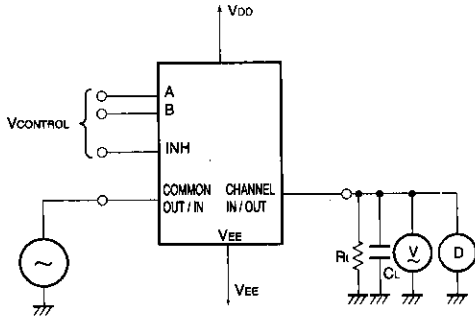 VDD
A
B
VCONTROL
INH
COMMON CHANNEL
OUT / IN IN / OUT
VEE
RL
CL
V
D
VEE